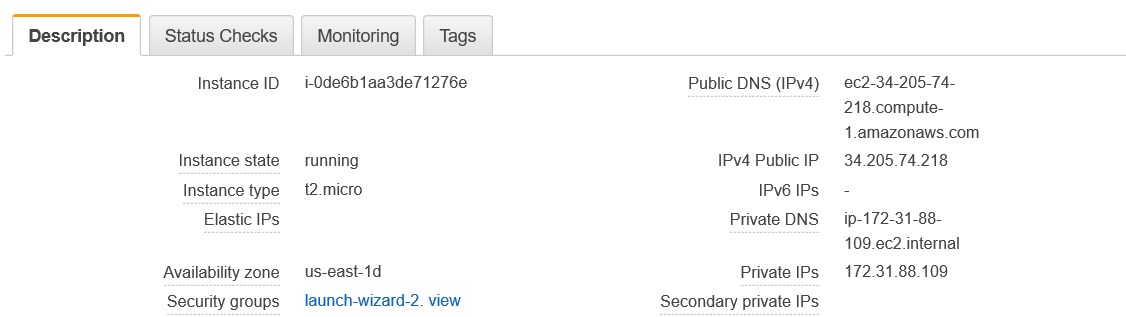 Description Status Checks Monitoring Tags
Instance ID i-0de6b1aa3de71276e Public DNS (IPv4) ec2-34-205-74-
218.compute-
1.amazonaws.com
Instance state running IPv4 Public IP 34.205.74.218
Instance type t2.micro IPv6 IPs -
Elastic IPs Private DNS ip-172-31-88-
109.ec2.internal
Availability zone us-east-1d Private IPs 172.31.88.109
Security groups launch-wizard-2. view Secondary private IPs